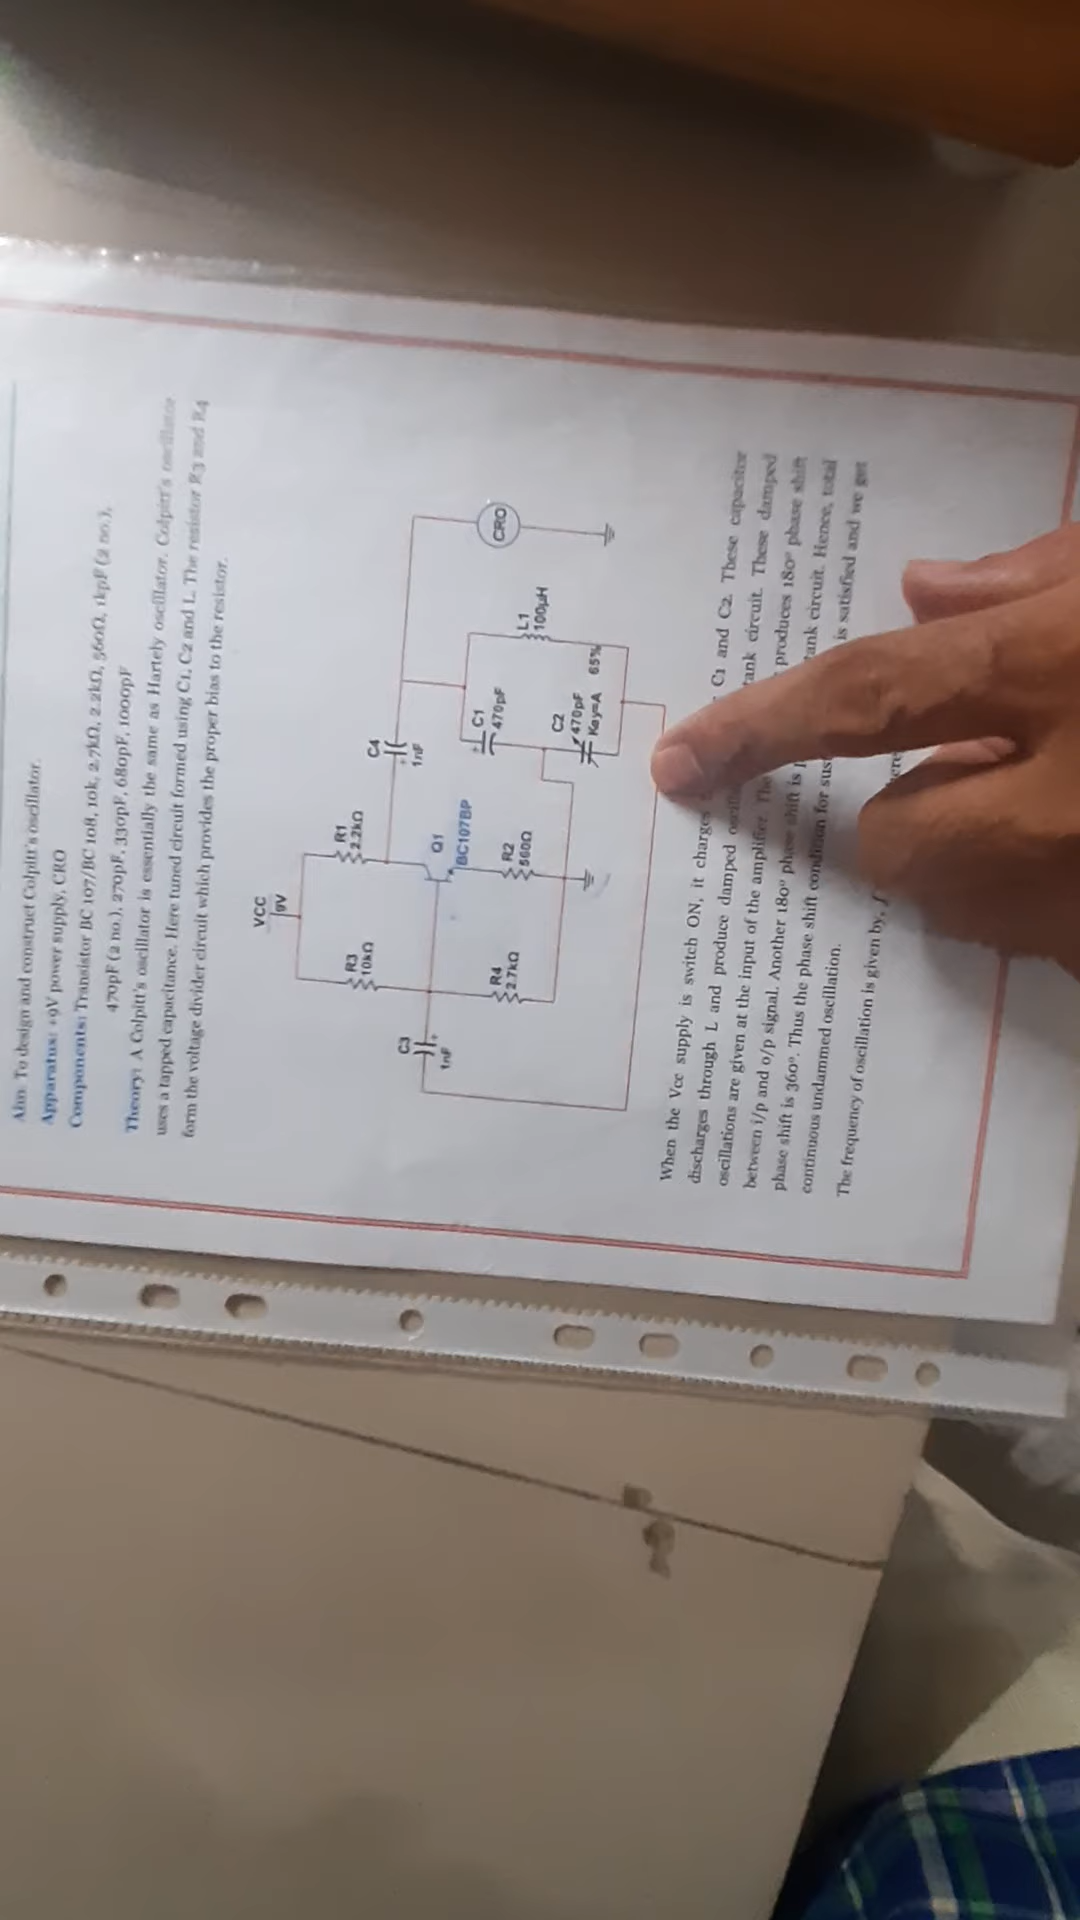 Aim: To design and construct Colpitt's oscillator.
Apparatus: +9V power supply, CRO
Components: Transistor BC 107/BC 108, 10k, 2.7kΩ, 2.2kΩ, 560Ω, 1kpF (2 no.),
470pF (2 no.), 270pF, 330pF, 680pF, 1000pF
Theory: A Colpitt's oscillator is essentially the same as Hartely oscillator. Colpitt's oscillator
uses a tapped capacitance. Here tuned circuit formed using C1, C2 and L. The resistor R3 and R4
form the voltage divider circuit which provides the proper bias to the resistor.
VCC
9V
R3
10kΩ
R1
2.2kΩ
C4
1nF
C3
1nF
Q1
BC107BP
C1
470pF
L1
100µH
CRO
R4
2.7kΩ
R2
560Ω
C2
470pF
Key=A
65%
When the Vcc supply is switch ON, it charges C1 and C2. These capacitor
discharges through L and produce damped tank circuit. These damped
oscillations are given at the input of the amplifier. produces 180° phase shift
between i/p and o/p signal. Another 180° phase shift is tank circuit. Hence, total
phase shift is 360°. Thus the phase shift condition for is satisfied and we get
continuous undammed oscillation.
The frequency of oscillation is given by, f